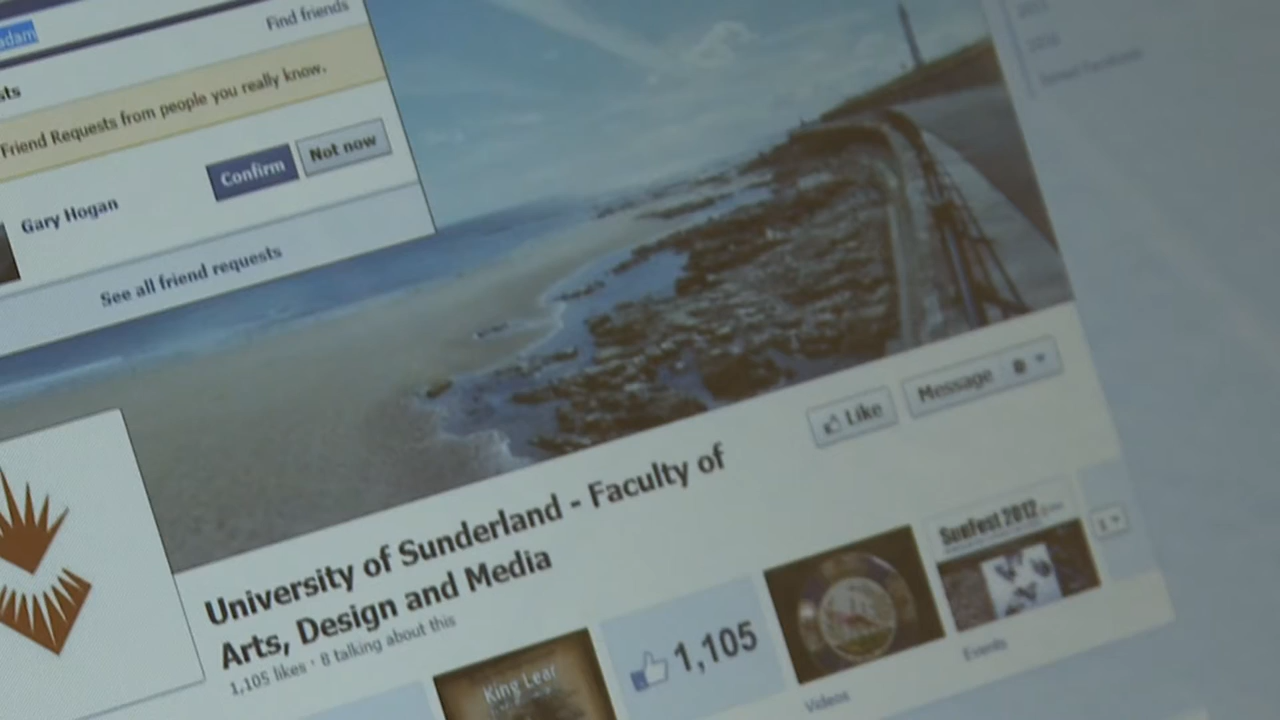 adam
Find friends
sts
Friend Requests from people you really know.
Confirm
Not now
Gary Hogan
See all friend requests
Like
Message
University of Sunderland - Faculty of
Arts, Design and Media
1,105 likes · 8 talking about this
King Lear
1,105
SunFest 2012
Videos
Events